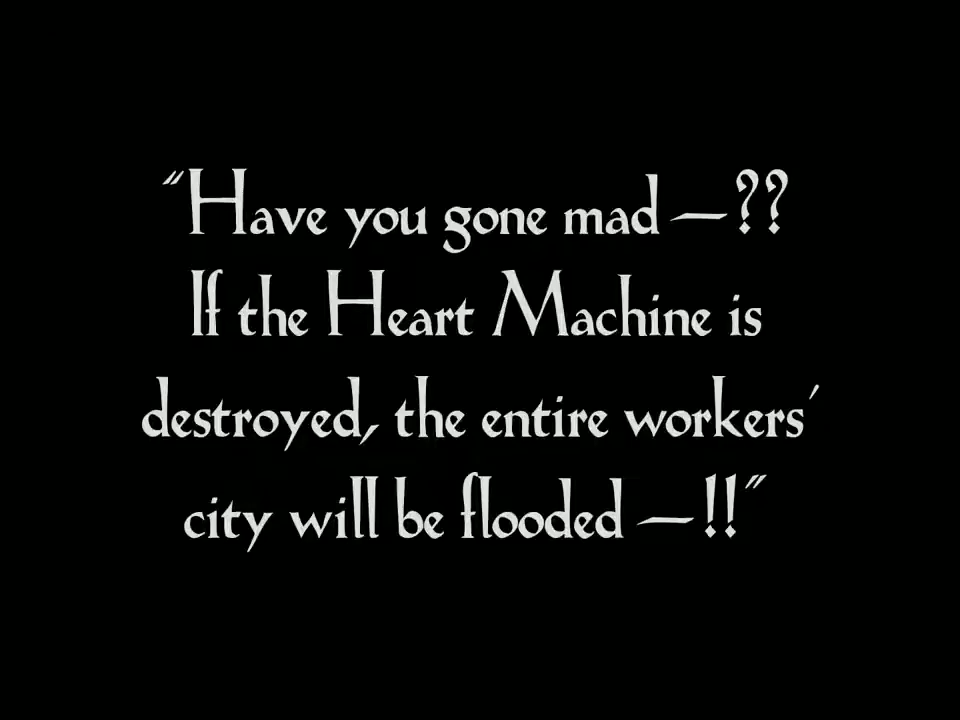 "Have you gone mad —??
If the Heart Machine is
destroyed, the entire workers'
city will be flooded —!!"